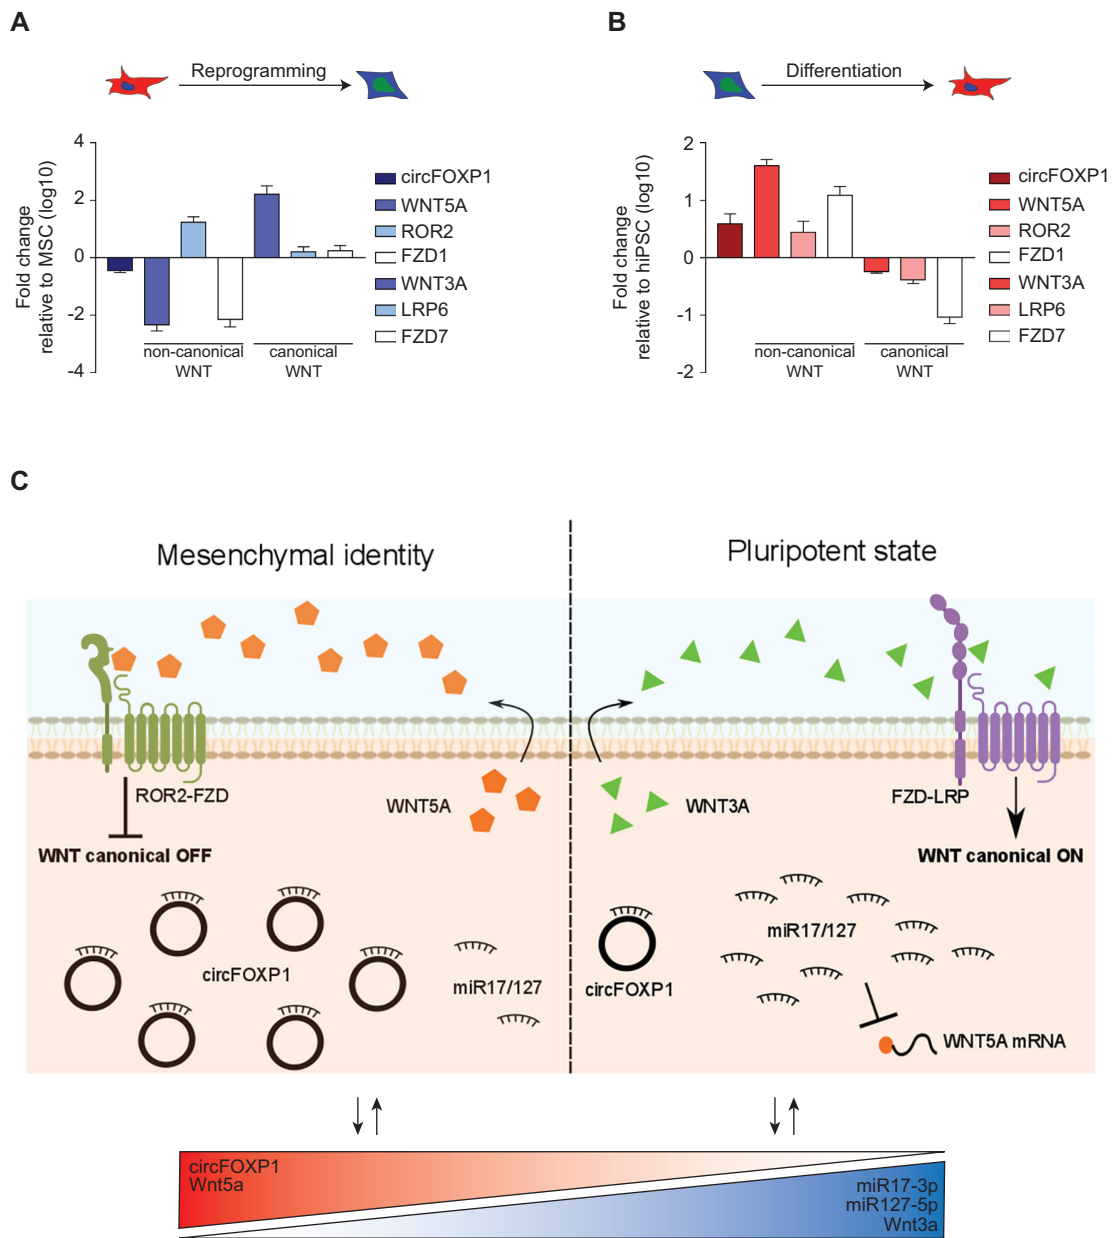 A
Reprogramming
Fold change
relative to MSC (log10)
4
2
0
-2
-4
non-canonical
WNT
canonical
WNT
circFOXP1
WNT5A
ROR2
FZD1
WNT3A
LRP6
FZD7
B
Differentiation
Fold change
relative to hiPSC (log10)
2
1
0
-1
-2
non-canonical
WNT
canonical
WNT
circFOXP1
WNT5A
ROR2
FZD1
WNT3A
LRP6
FZD7
C
Mesenchymal identity
Pluripotent state
ROR2-FZD
WNT5A
WNT canonical OFF
circFOXP1
miR17/127
WNT3A
FZD-LRP
WNT canonical ON
miR17/127
circFOXP1
WNT5A mRNA
circFOXP1
Wnt5a
miR17-3p
miR127-5p
Wnt3a